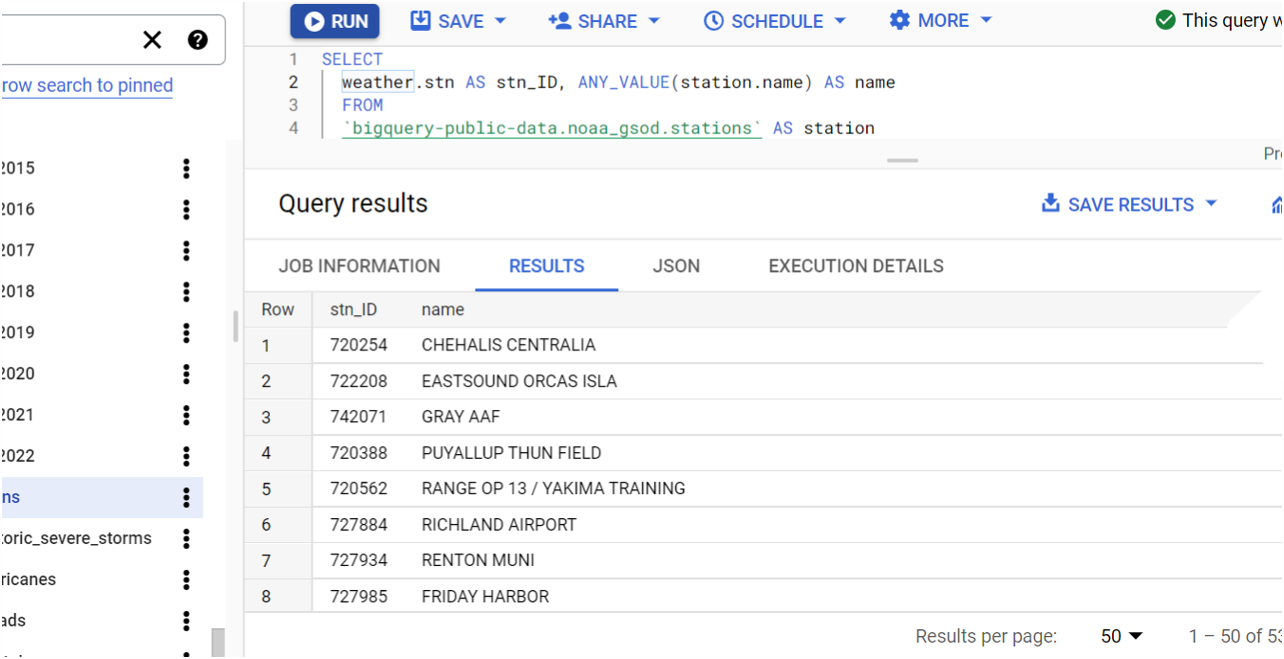 RUN SAVE SHARE SCHEDULE MORE This query
row search to pinned
2015
2016
2017
2018
2019
2020
2021
2022
ns
toric_severe_storms
ricanes
ads
1 SELECT
2 weather.stn AS stn_ID, ANY_VALUE(station.name) AS name
3 FROM
4 `bigquery-public-data.noaa_gsod.stations` AS station
Query results SAVE RESULTS
JOB INFORMATION RESULTS JSON EXECUTION DETAILS
Row stn_ID name
1 720254 CHEHALIS CENTRALIA
2 722208 EASTSOUND ORCAS ISLA
3 742071 GRAY AAF
4 720388 PUYALLUP THUN FIELD
5 720562 RANGE OP 13 / YAKIMA TRAINING
6 727884 RICHLAND AIRPORT
7 727934 RENTON MUNI
8 727985 FRIDAY HARBOR
Results per page: 50 1 – 50 of 53